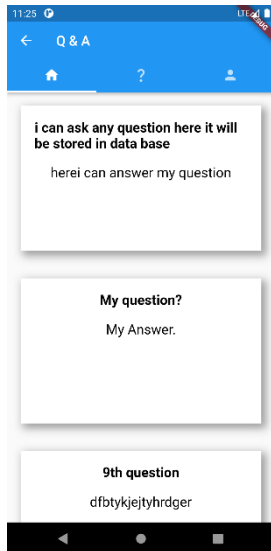 11:25
LTE
DEBUG
Q & A
?
i can ask any question here it will
be stored in data base
herei can answer my question
My question?
My Answer.
9th question
dfbtykjejtyhrdger